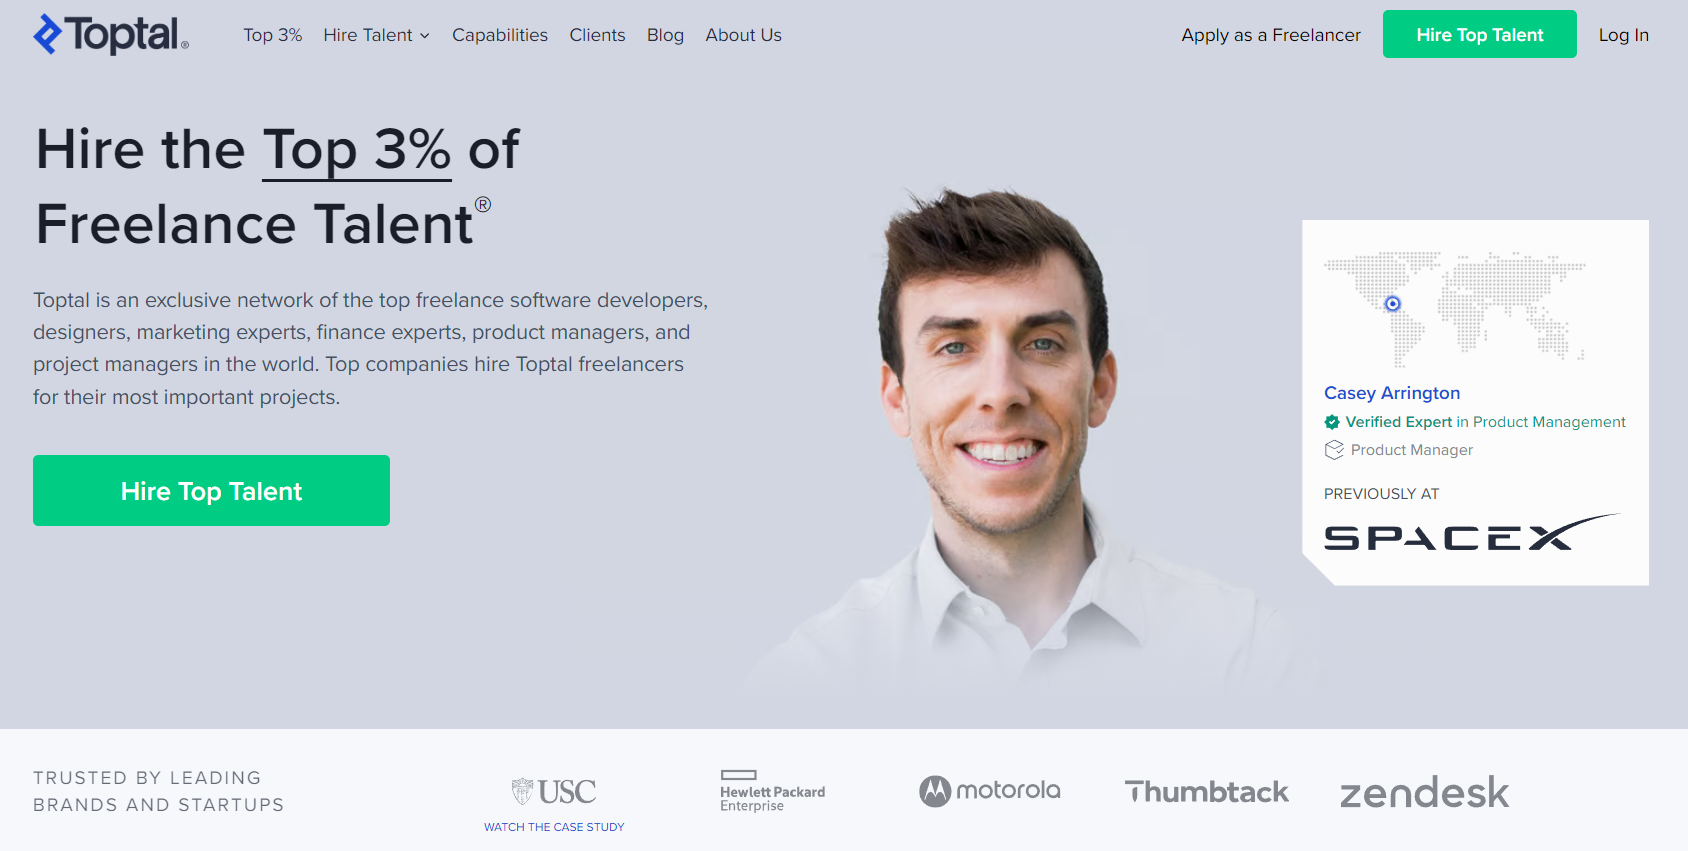 Toptal®
Top 3% Hire Talent Capabilities Clients Blog About Us
Apply as a Freelancer Hire Top Talent Log In
Hire the Top 3% of
Freelance Talent®
Toptal is an exclusive network of the top freelance software developers,
designers, marketing experts, finance experts, product managers, and
project managers in the world. Top companies hire Toptal freelancers
for their most important projects.
Hire Top Talent
Casey Arrington
Verified Expert in Product Management
Product Manager
PREVIOUSLY AT
SPACEX
TRUSTED BY LEADING
BRANDS AND STARTUPS
USC
WATCH THE CASE STUDY
Hewlett Packard
Enterprise
motorola
Thumbtack
zendesk